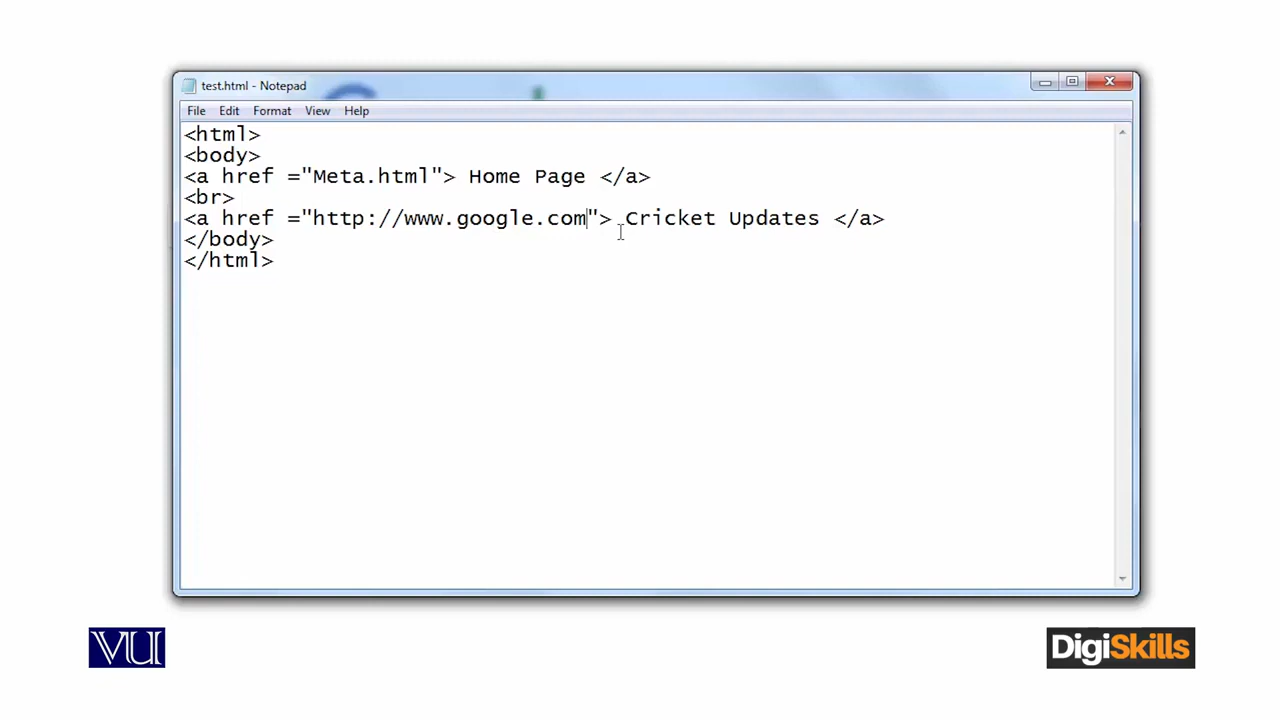 test.html - Notepad
File Edit Format View Help
<html>
<body>
<a href ="Meta.html"> Home Page </a>
<br>
<a href ="http://www.google.com"> Cricket Updates </a>
</body>
</html>
VU
DigiSkills